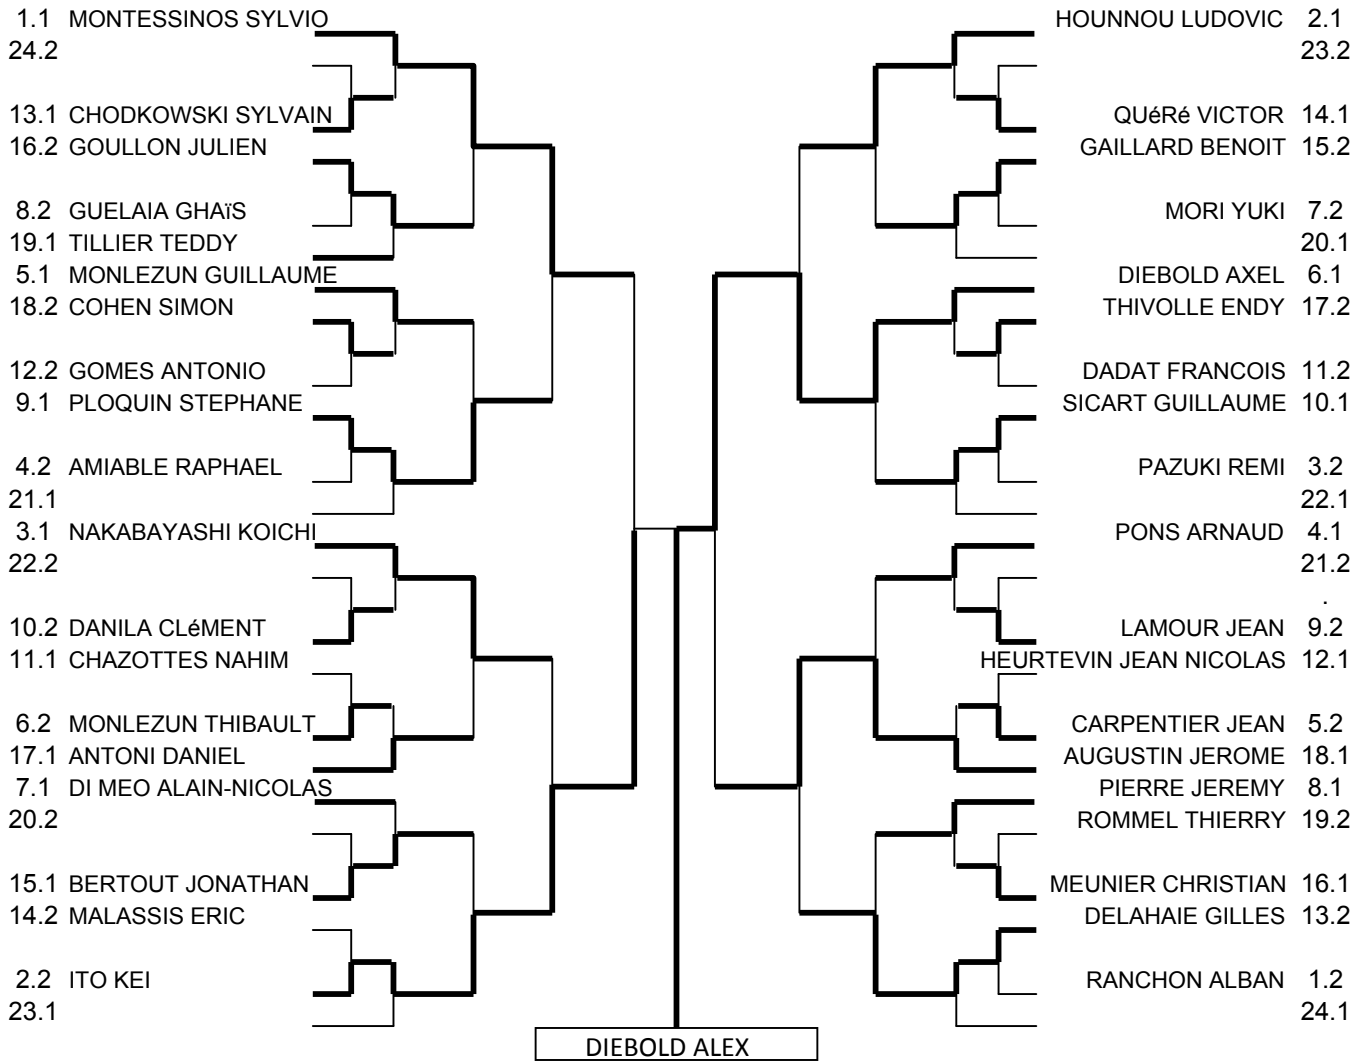 1.1 MONTESSINOS SYLVIO
24.2
13.1 CHODKOWSKI SYLVAIN
16.2 GOULLON JULIEN
8.2 GUELAIA GHAïS
19.1 TILLIER TEDDY
5.1 MONLEZUN GUILLAUME
18.2 COHEN SIMON
12.2 GOMES ANTONIO
9.1 PLOQUIN STEPHANE
4.2 AMIABLE RAPHAEL
21.1
3.1 NAKABAYASHI KOICHI
22.2
10.2 DANILA CLéMENT
11.1 CHAZOTTES NAHIM
6.2 MONLEZUN THIBAULT
17.1 ANTONI DANIEL
7.1 DI MEO ALAIN-NICOLAS
20.2
15.1 BERTOUT JONATHAN
14.2 MALASSIS ERIC
2.2 ITO KEI
23.1
HOUNNOU LUDOVIC 2.1
23.2
QUéRé VICTOR 14.1
GAILLARD BENOIT 15.2
MORI YUKI 7.2
20.1
DIEBOLD AXEL 6.1
THIVOLLE ENDY 17.2
DADAT FRANCOIS 11.2
SICART GUILLAUME 10.1
PAZUKI REMI 3.2
22.1
PONS ARNAUD 4.1
21.2
.
LAMOUR JEAN 9.2
HEURTEVIN JEAN NICOLAS 12.1
CARPENTIER JEAN 5.2
AUGUSTIN JEROME 18.1
PIERRE JEREMY 8.1
ROMMEL THIERRY 19.2
MEUNIER CHRISTIAN 16.1
DELAHAIE GILLES 13.2
RANCHON ALBAN 1.2
24.1
DIEBOLD ALEX